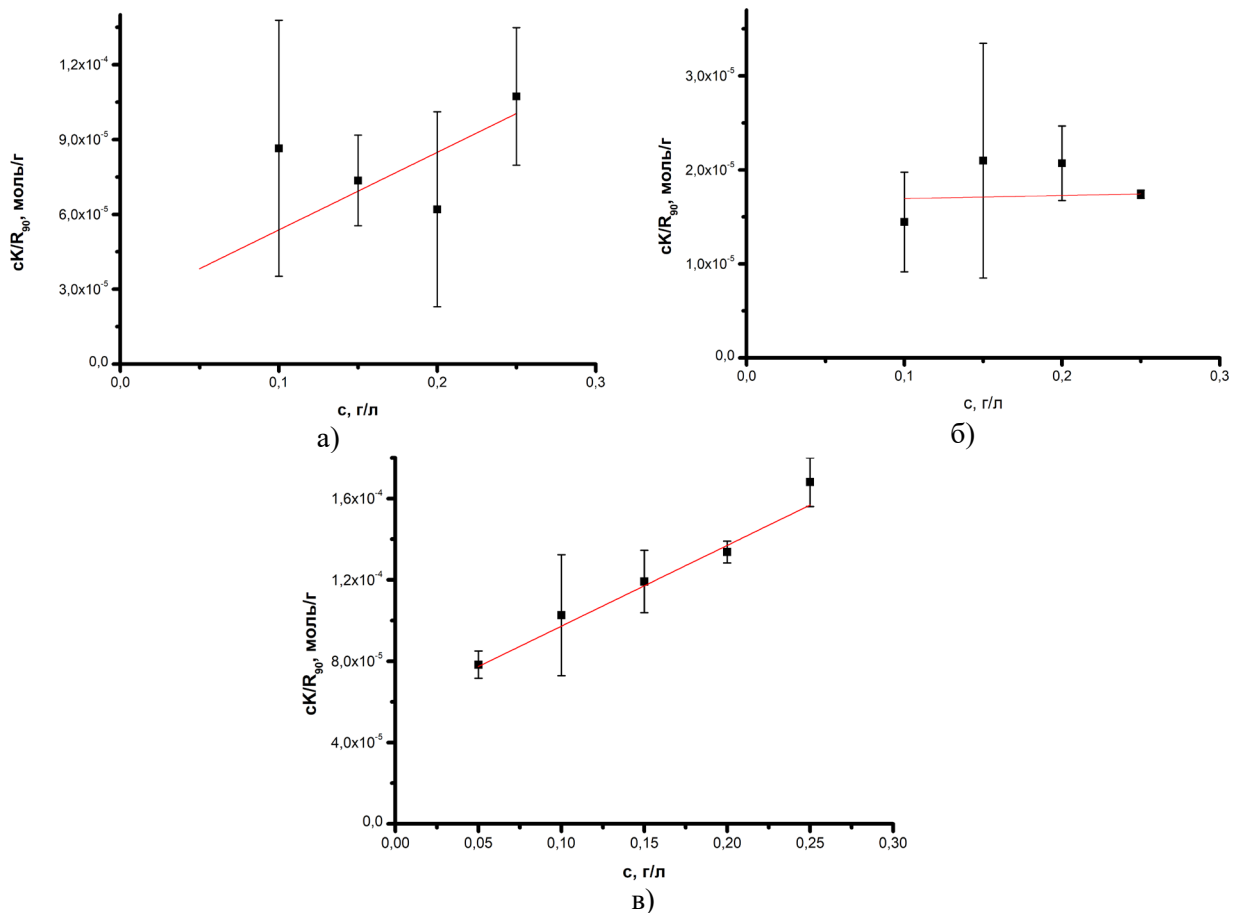 cK/R₉₀, моль/г
1,2x10⁻⁴
9,0x10⁻⁵
6,0x10⁻⁵
3,0x10⁻⁵
0,0
0,0 0,1 0,2 0,3
с, г/л
а)
cK/R₉₀, моль/г
3,0x10⁻⁵
2,0x10⁻⁵
1,0x10⁻⁵
0,0
0,0 0,1 0,2 0,3
с, г/л
б)
cK/R₉₀, моль/г
1,6x10⁻⁴
1,2x10⁻⁴
8,0x10⁻⁵
4,0x10⁻⁵
0,0
0,00 0,05 0,10 0,15 0,20 0,25 0,30
с, г/л
в)